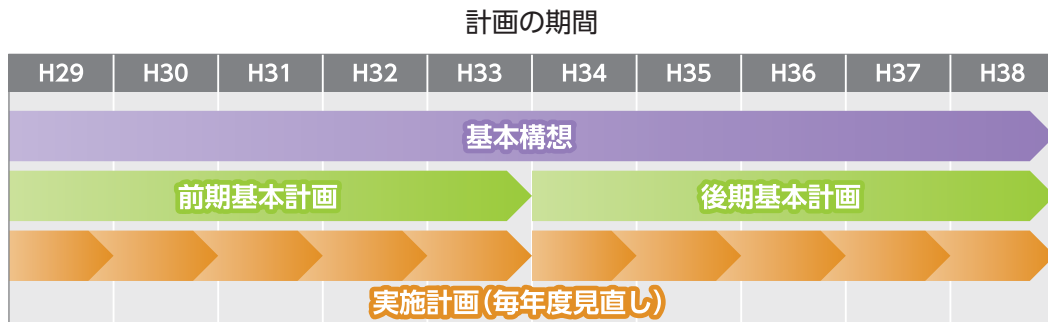 計画の期間
H29 H30 H31 H32 H33 H34 H35 H36 H37 H38
基本構想
前期基本計画 後期基本計画
実施計画（毎年度見直し）